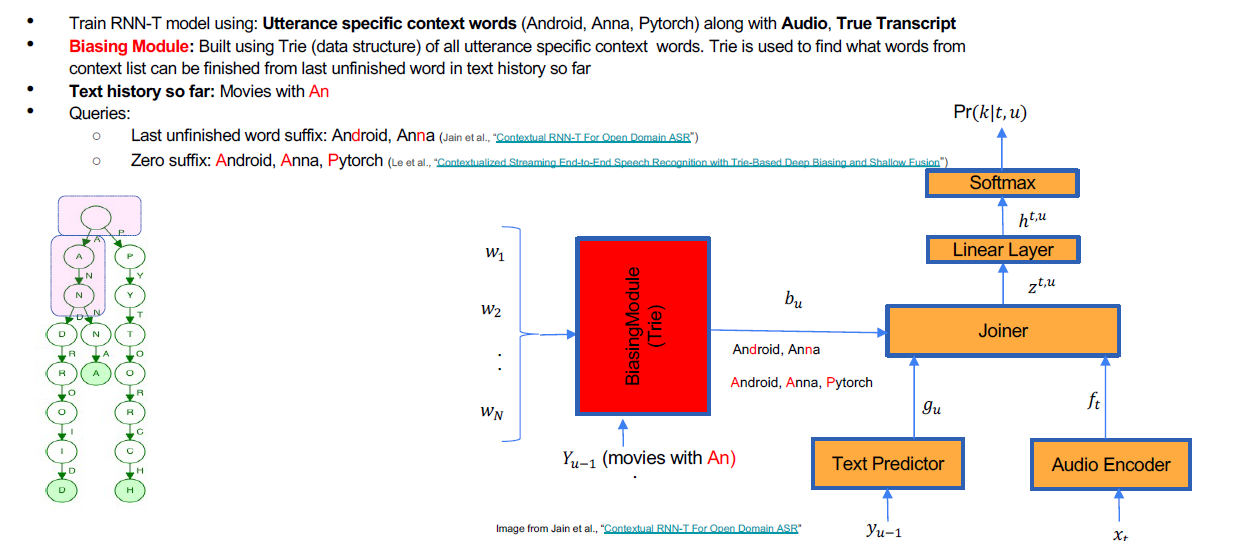 • Train RNN-T model using: Utterance specific context words (Android, Anna, Pytorch) along with Audio, True Transcript
• Biasing Module: Built using Trie (data structure) of all utterance specific context words. Trie is used to find what words from
context list can be finished from last unfinished word in text history so far
• Text history so far: Movies with An
• Queries:
○ Last unfinished word suffix: Android, Anna (Jain et al., "Contextual RNN-T For Open Domain ASR")
○ Zero suffix: Android, Anna, Pytorch (Le et al., "Contextualized Streaming End-to-End Speech Recognition with Trie-Based Deep Biasing and Shallow Fusion")
Pr(k|t,u)
Softmax
h^{t,u}
Linear Layer
z^{t,u}
Joiner
b_u
Android, Anna
Android, Anna, Pytorch
g_u
f_t
Text Predictor
Audio Encoder
y_{u−1}
x_t
w_1
w_2
.
.
w_N
BiasingModule
(Trie)
Y_{u−1} (movies with An)
.
A P
A P
N Y
N Y
D N T
D N T
R A O
R A O
O R
O R
I C
I C
D H
D H
Image from Jain et al., "Contextual RNN-T For Open Domain ASR"